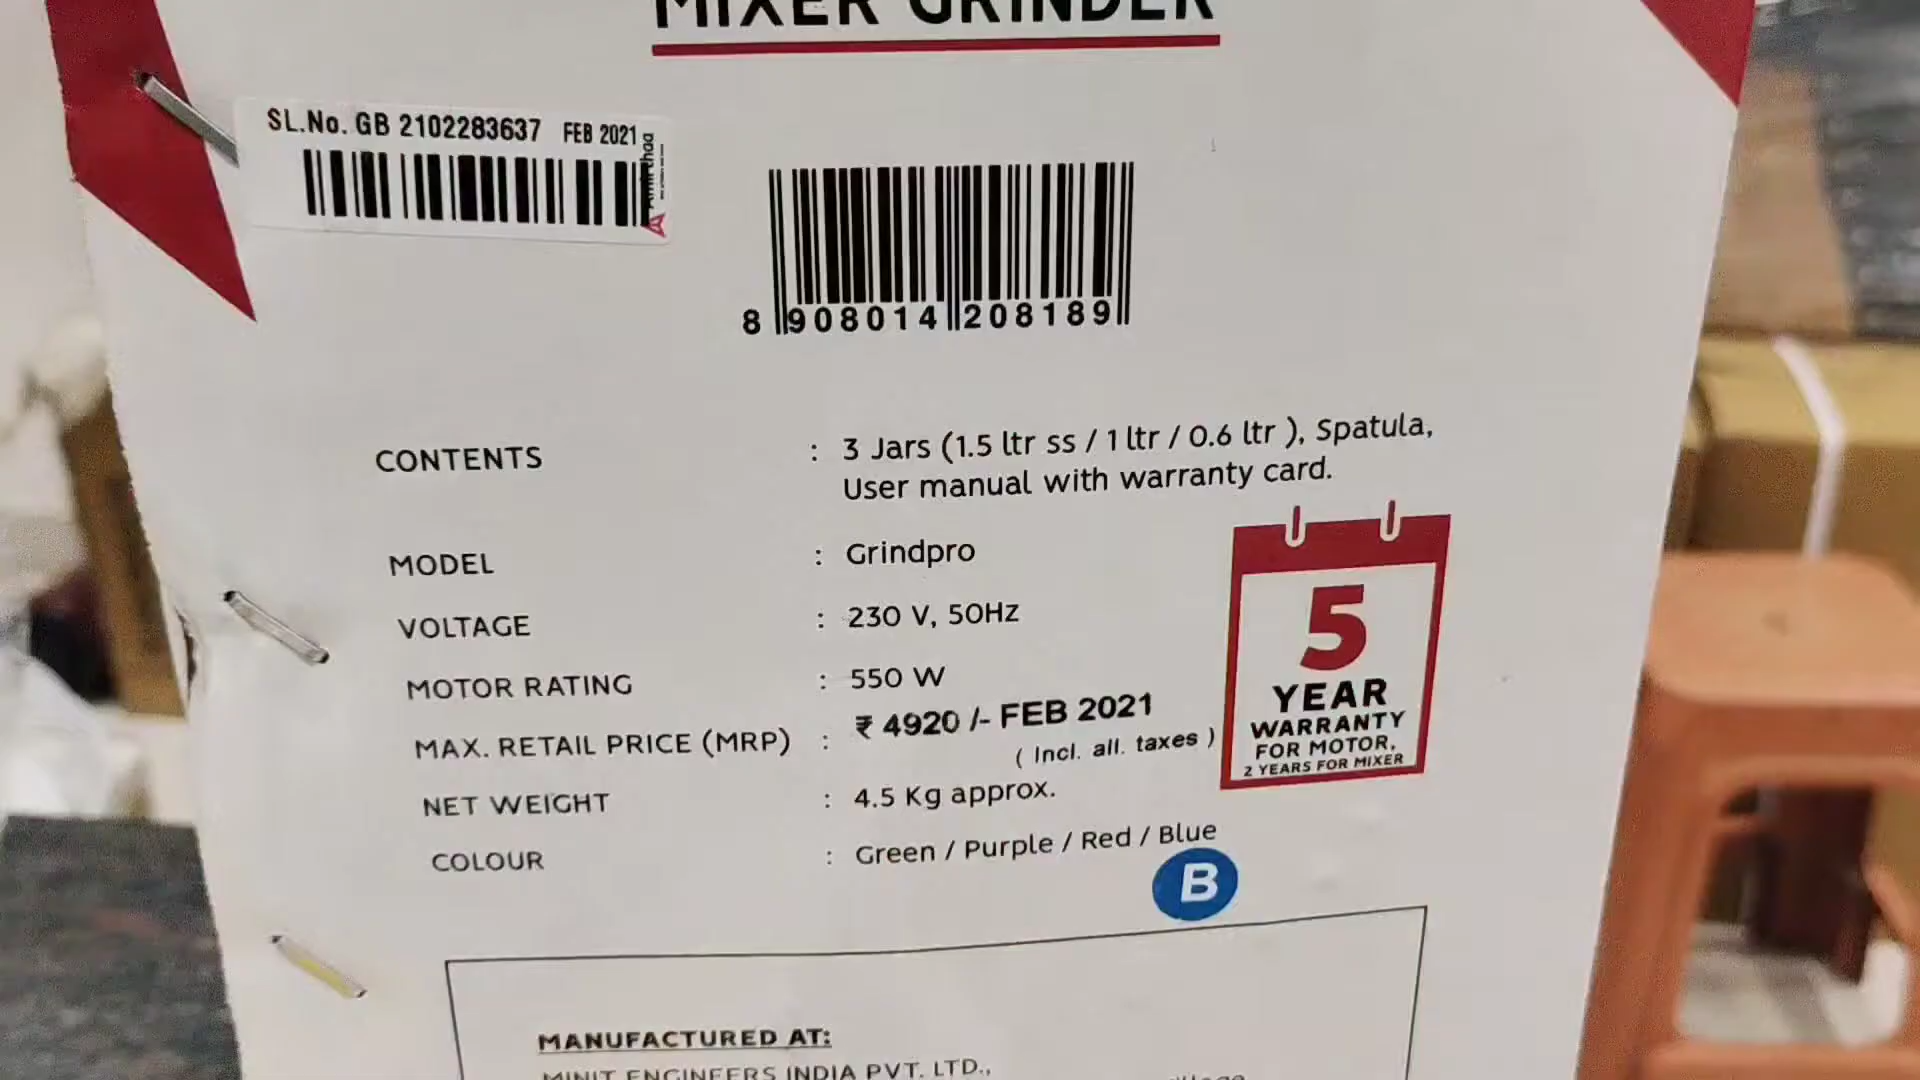 MIXER GRINDER
SL.No. GB 2102283637 FEB 2021
Amirthaa
8 908014 208189
CONTENTS : 3 Jars (1.5 ltr ss / 1 ltr / 0.6 ltr ), Spatula,
User manual with warranty card.
MODEL : Grindpro
VOLTAGE : 230 V, 50Hz
MOTOR RATING : 550 W
MAX. RETAIL PRICE (MRP) : ₹ 4920 /- FEB 2021
( Incl. all. taxes )
NET WEIGHT : 4.5 Kg approx.
COLOUR : Green / Purple / Red / Blue
B
5
YEAR
WARRANTY
FOR MOTOR,
2 YEARS FOR MIXER
MANUFACTURED AT:
MINIT ENGINEERS INDIA PVT. LTD.,